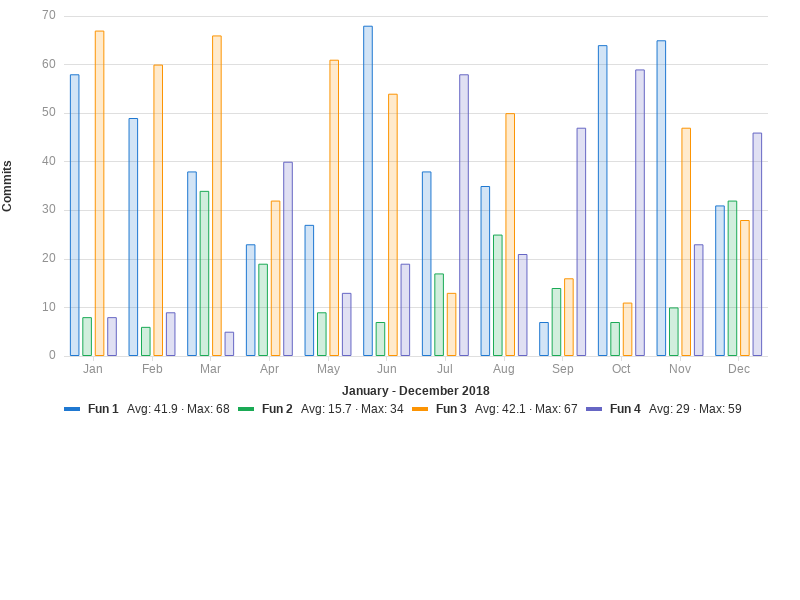 70
60
50
40
30
20
10
0
Commits
Jan Feb Mar Apr May Jun Jul Aug Sep Oct Nov Dec
January - December 2018
Fun 1 Avg: 41.9 · Max: 68 Fun 2 Avg: 15.7 · Max: 34 Fun 3 Avg: 42.1 · Max: 67 Fun 4 Avg: 29 · Max: 59